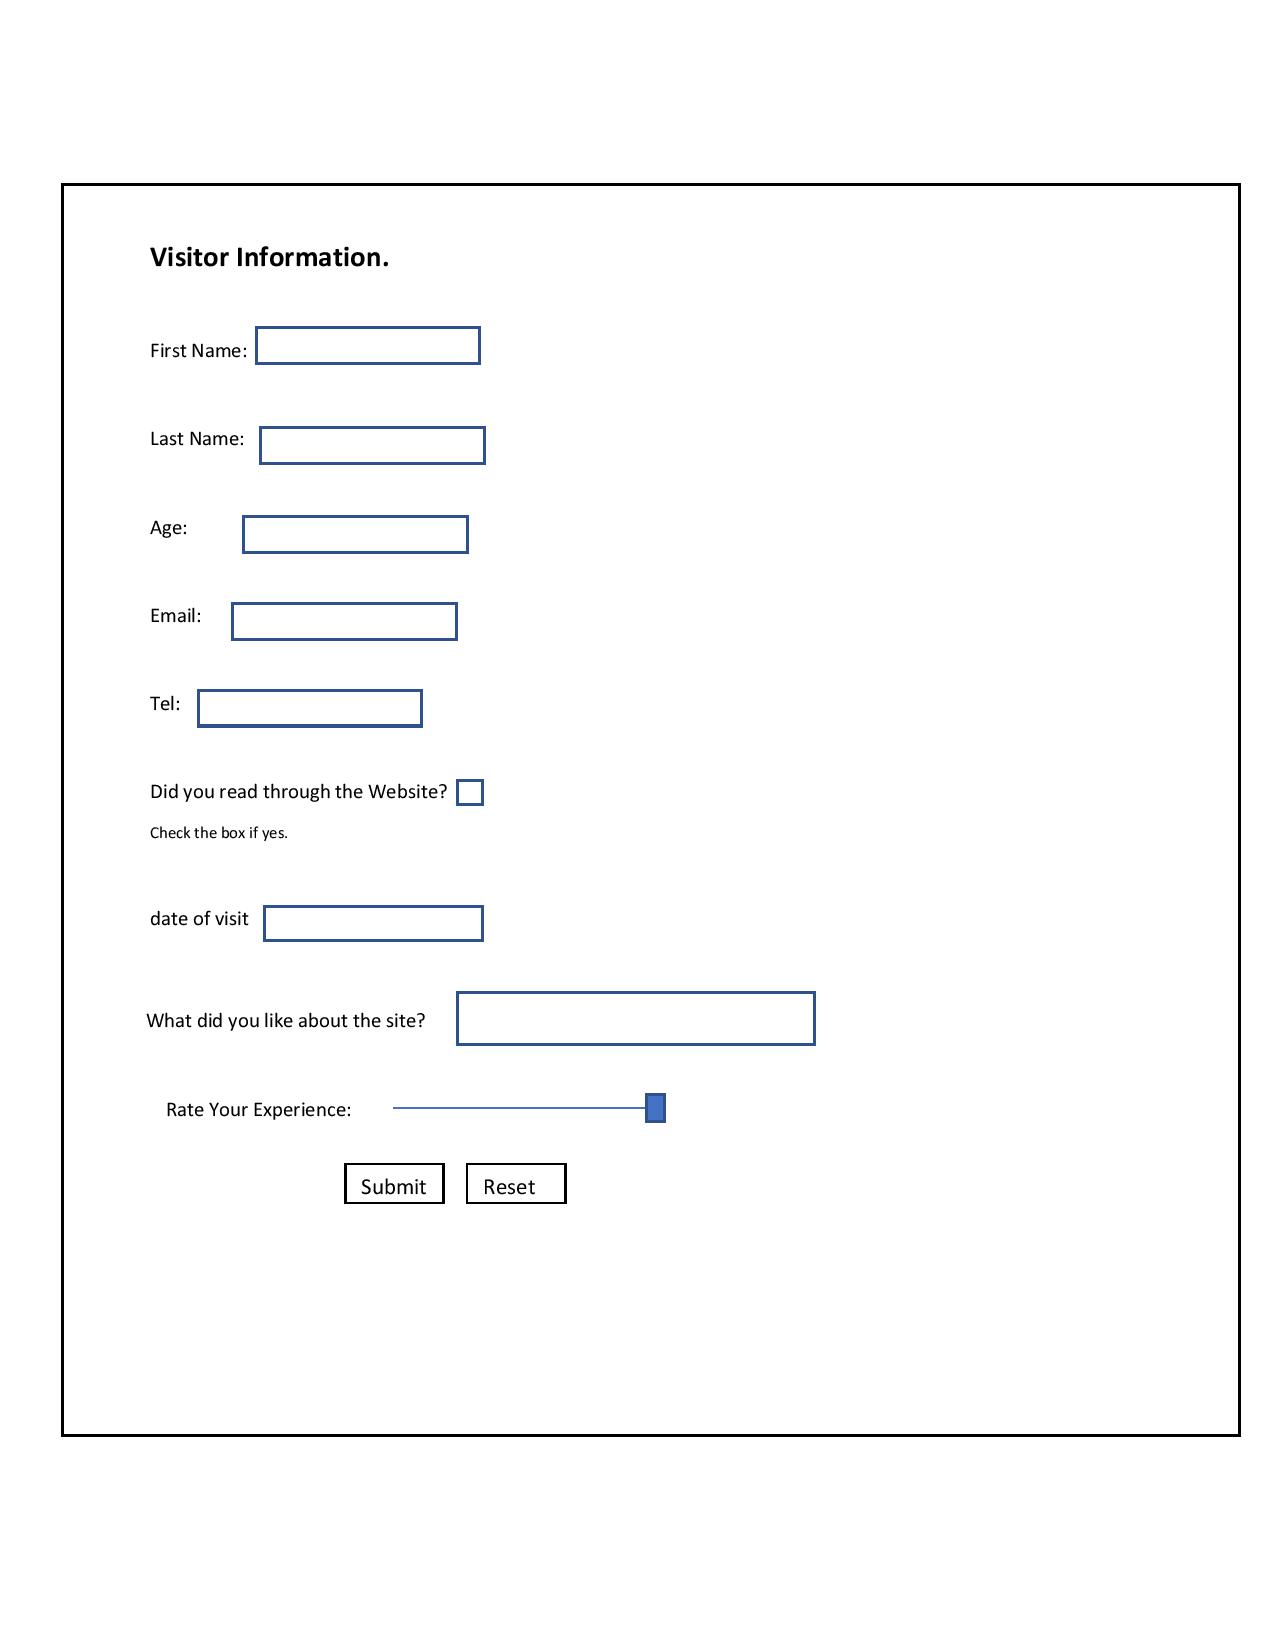 Visitor Information.
First Name:
Last Name:
Age:
Email:
Tel:
Did you read through the Website?
Check the box if yes.
date of visit
What did you like about the site?
Rate Your Experience:
Submit Reset